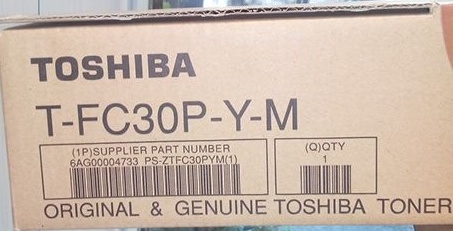 TOSHIBA
T-FC30P-Y-M
(1P)SUPPLIER PART NUMBER
6AG00004733 PS-ZTFC30PYM(1)
(Q)QTY
1
ORIGINAL & GENUINE TOSHIBA TONER